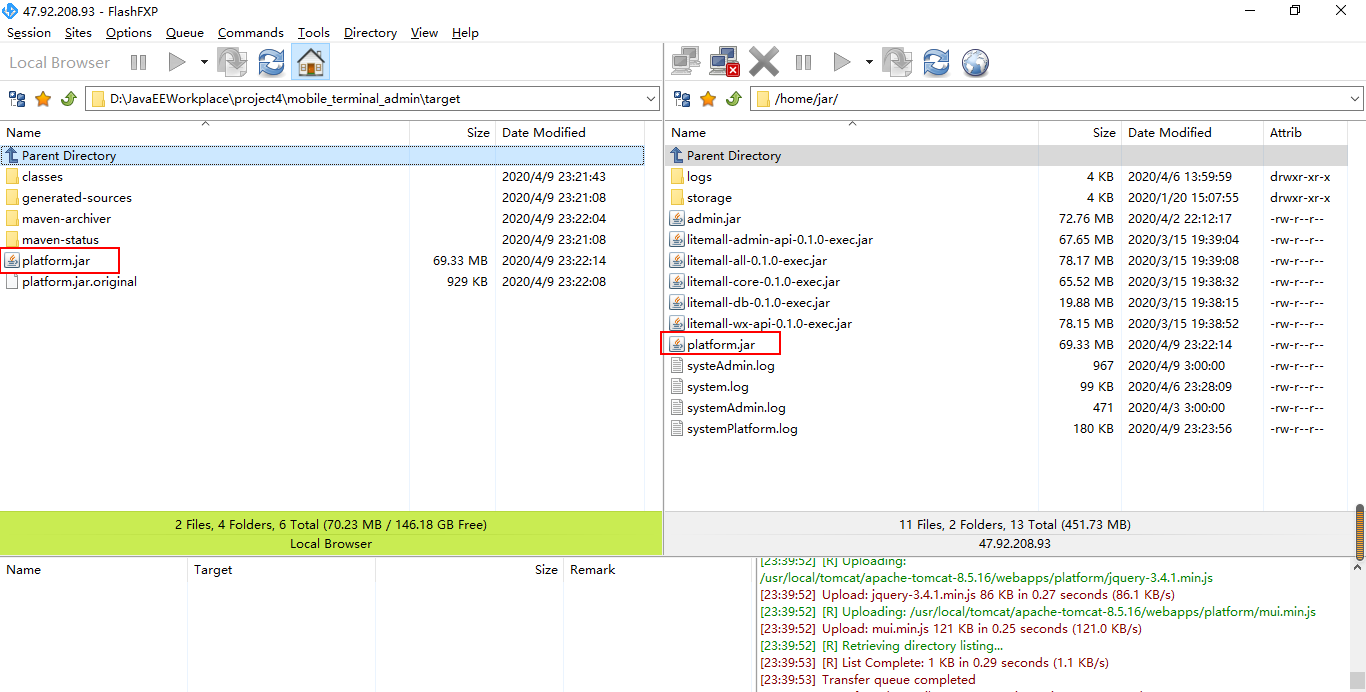 47.92.208.93 - FlashFXP
Session Sites Options Queue Commands Tools Directory View Help
Local Browser
D:\JavaEEWorkplace\project4\mobile_terminal_admin\target
Name Size Date Modified
Parent Directory
classes 2020/4/9 23:21:43
generated-sources 2020/4/9 23:21:08
maven-archiver 2020/4/9 23:22:04
maven-status 2020/4/9 23:21:08
platform.jar 69.33 MB 2020/4/9 23:22:14
platform.jar.original 929 KB 2020/4/9 23:22:08
2 Files, 4 Folders, 6 Total (70.23 MB / 146.18 GB Free)
Local Browser
/home/jar/
Name Size Date Modified Attrib
Parent Directory
logs 4 KB 2020/4/6 13:59:59 drwxr-xr-x
storage 4 KB 2020/1/20 15:07:55 drwxr-xr-x
admin.jar 72.76 MB 2020/4/2 22:12:17 -rw-r--r--
litemall-admin-api-0.1.0-exec.jar 67.65 MB 2020/3/15 19:39:04 -rw-r--r--
litemall-all-0.1.0-exec.jar 78.17 MB 2020/3/15 19:39:08 -rw-r--r--
litemall-core-0.1.0-exec.jar 65.52 MB 2020/3/15 19:38:32 -rw-r--r--
litemall-db-0.1.0-exec.jar 19.88 MB 2020/3/15 19:38:15 -rw-r--r--
litemall-wx-api-0.1.0-exec.jar 78.15 MB 2020/3/15 19:38:52 -rw-r--r--
platform.jar 69.33 MB 2020/4/9 23:22:14 -rw-r--r--
systeAdmin.log 967 2020/4/9 3:00:00 -rw-r--r--
system.log 99 KB 2020/4/6 23:28:09 -rw-r--r--
systemAdmin.log 471 2020/4/3 3:00:00 -rw-r--r--
systemPlatform.log 180 KB 2020/4/9 23:23:56 -rw-r--r--
11 Files, 2 Folders, 13 Total (451.73 MB)
47.92.208.93
Name Target Size Remark
[23:39:52] [R] Uploading:
/usr/local/tomcat/apache-tomcat-8.5.16/webapps/platform/jquery-3.4.1.min.js
[23:39:52] Upload: jquery-3.4.1.min.js 86 KB in 0.27 seconds (86.1 KB/s)
[23:39:52] [R] Uploading: /usr/local/tomcat/apache-tomcat-8.5.16/webapps/platform/mui.min.js
[23:39:52] Upload: mui.min.js 121 KB in 0.25 seconds (121.0 KB/s)
[23:39:52] [R] Retrieving directory listing...
[23:39:53] [R] List Complete: 1 KB in 0.29 seconds (1.1 KB/s)
[23:39:53] Transfer queue completed